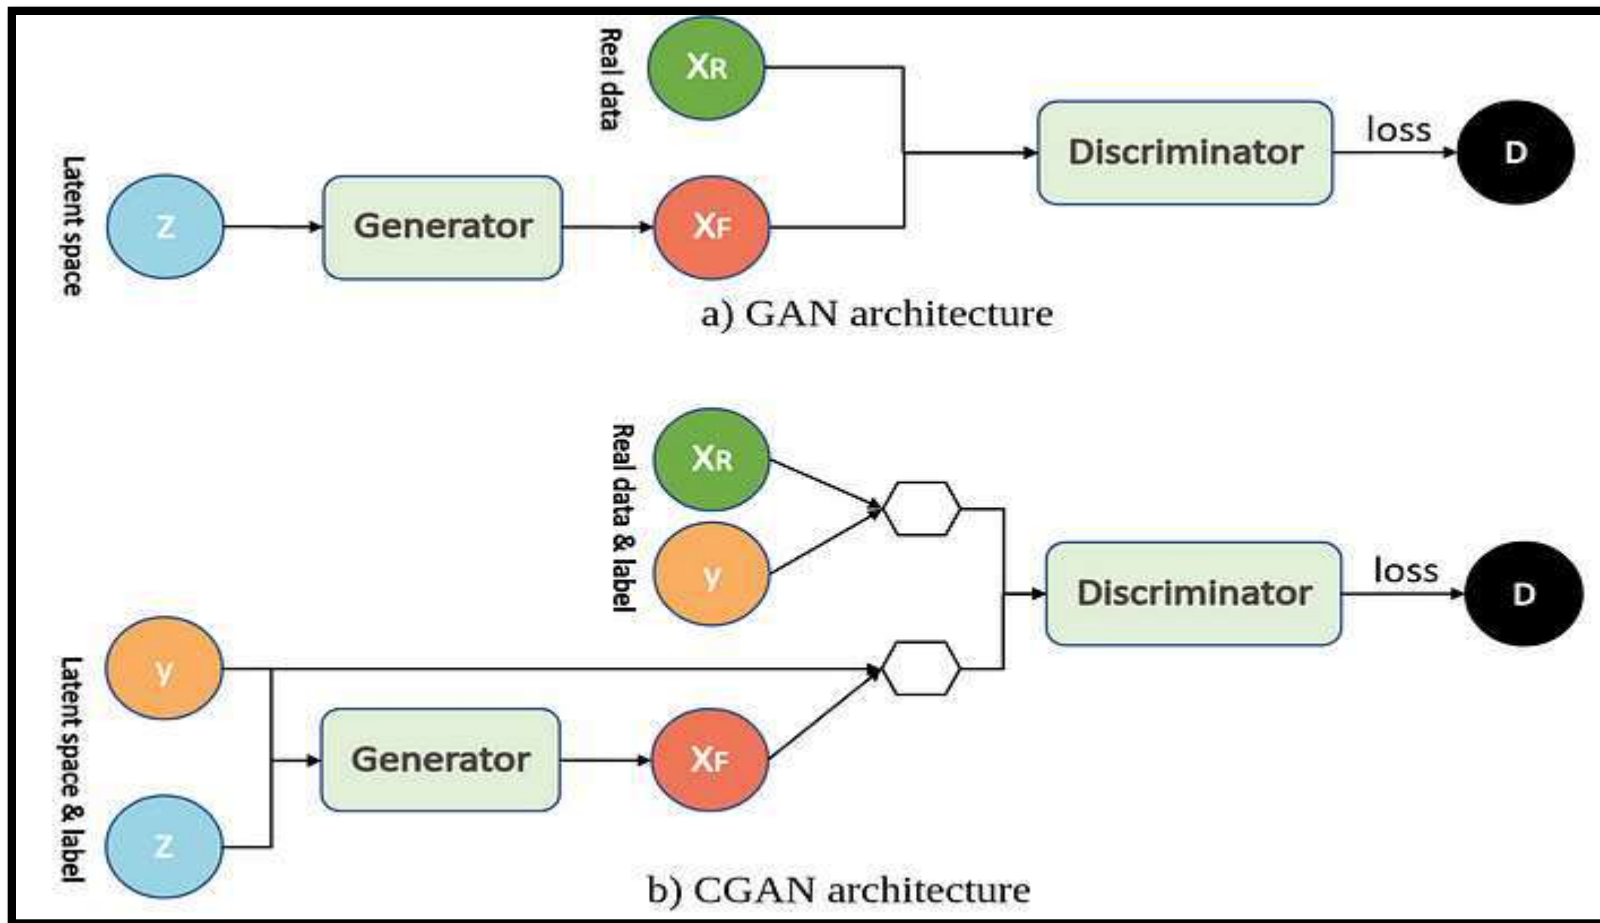 Real data
XR
Discriminator
loss
D
Latent space
Z
Generator
XF
a) GAN architecture
Real data & label
XR
y
Discriminator
loss
D
Latent space & label
y
Z
Generator
XF
b) CGAN architecture